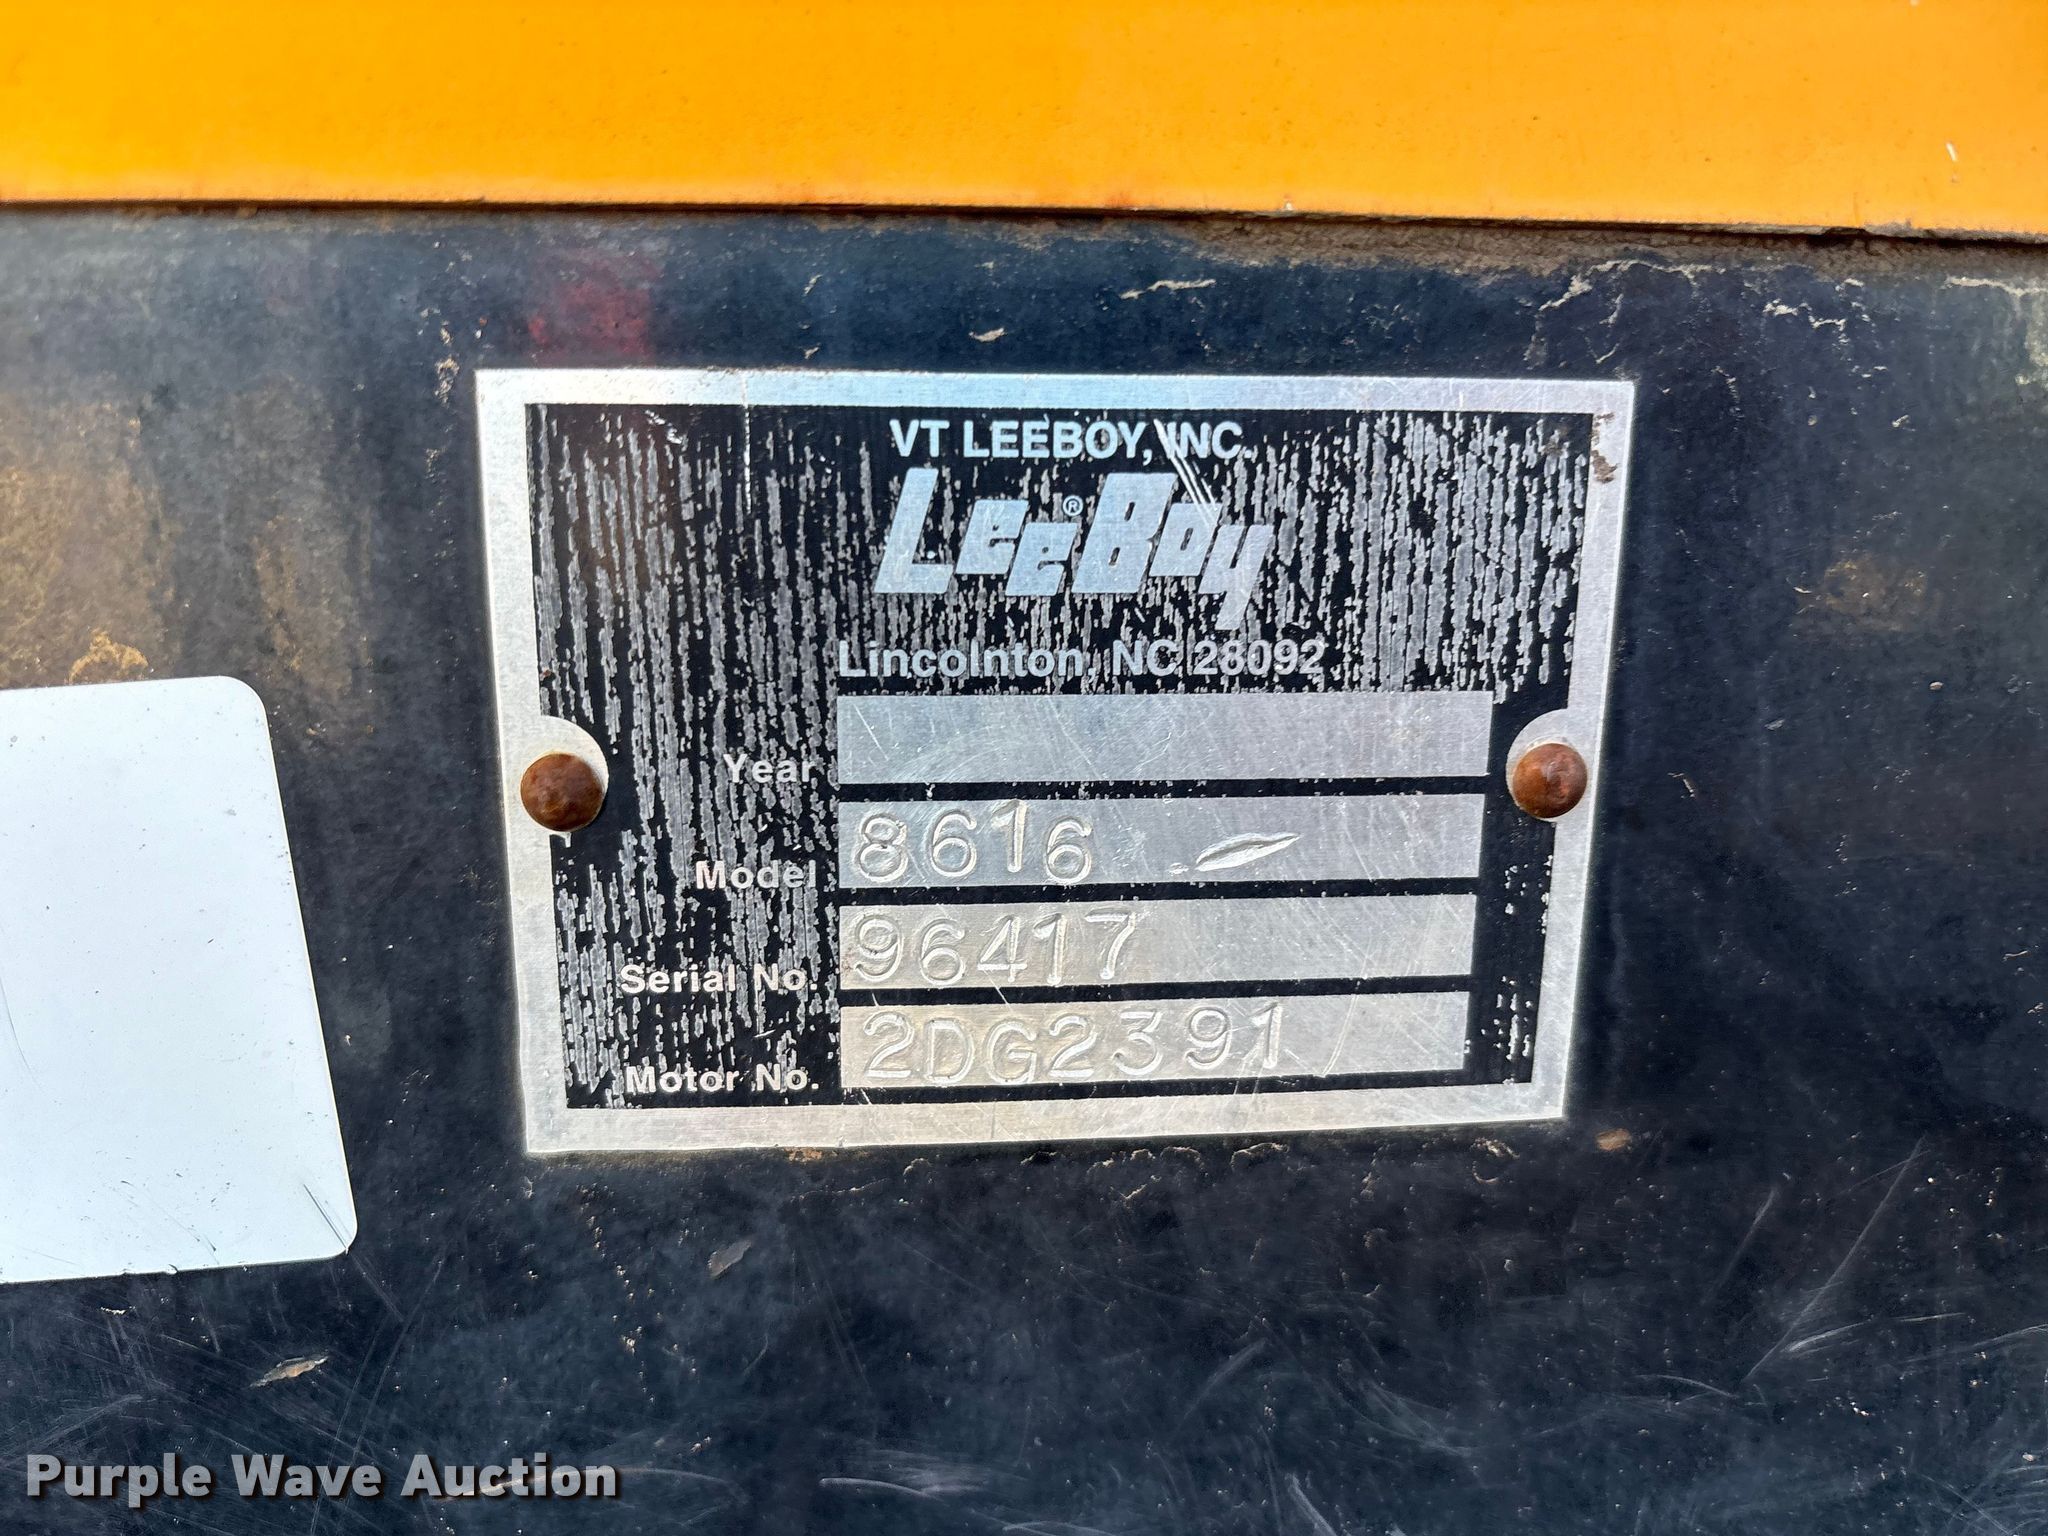 VT LEEBOY, INC.
LeeBoy®
Lincolnton, NC 28092
Year
Model 8616
Serial No. 96417
Motor No. 2DG2391
Purple Wave Auction